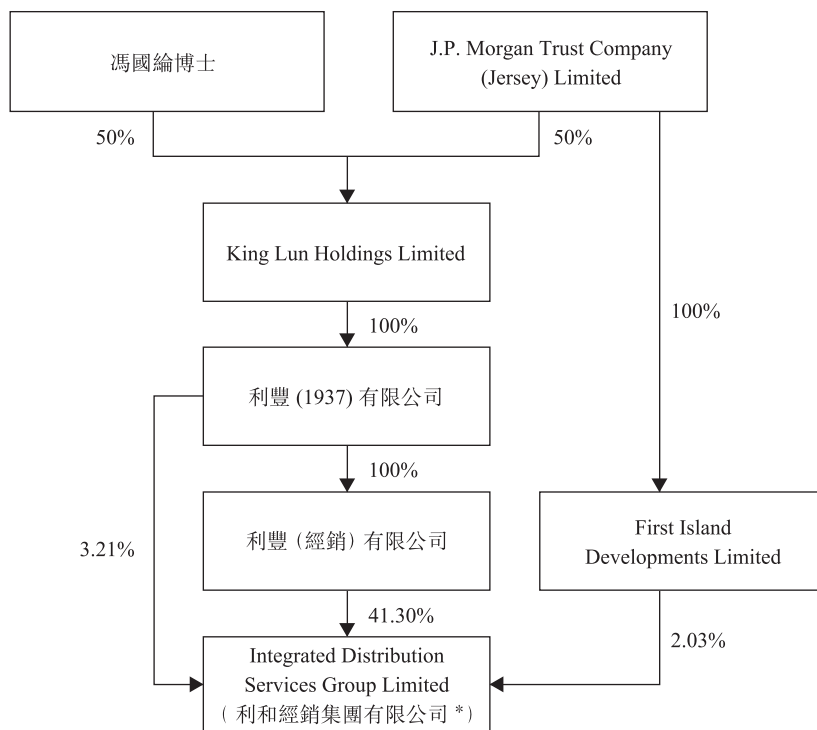 馮國綸博士
J.P. Morgan Trust Company
(Jersey) Limited
50%
50%
King Lun Holdings Limited
100%
100%
利豐 (1937) 有限公司
100%
3.21%
利豐（經銷）有限公司
First Island
Developments Limited
41.30%
2.03%
Integrated Distribution
Services Group Limited
（利和經銷集團有限公司 *）